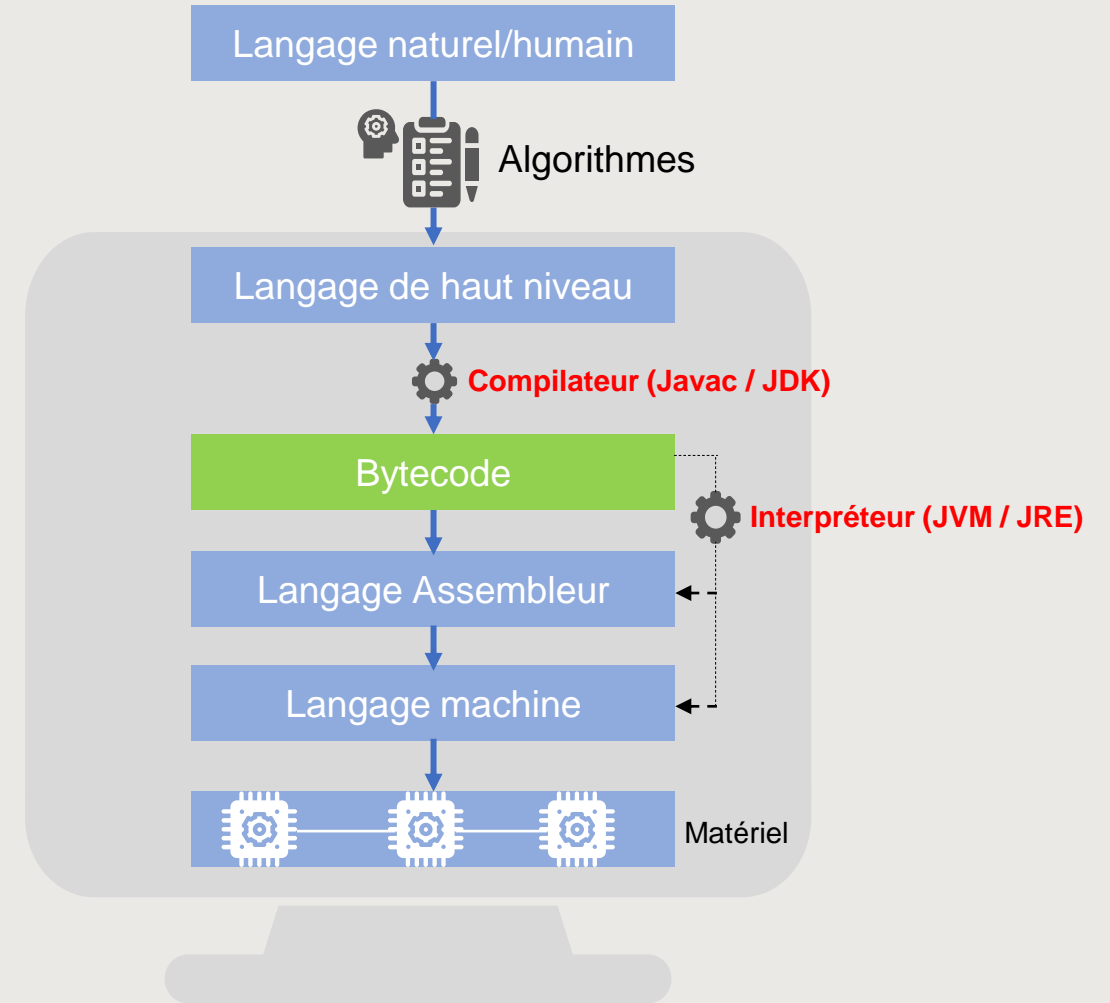 Langage naturel/humain
Algorithmes
Langage de haut niveau
Compilateur (Javac / JDK)
Bytecode
Interpréteur (JVM / JRE)
Langage Assembleur
Langage machine
Matériel